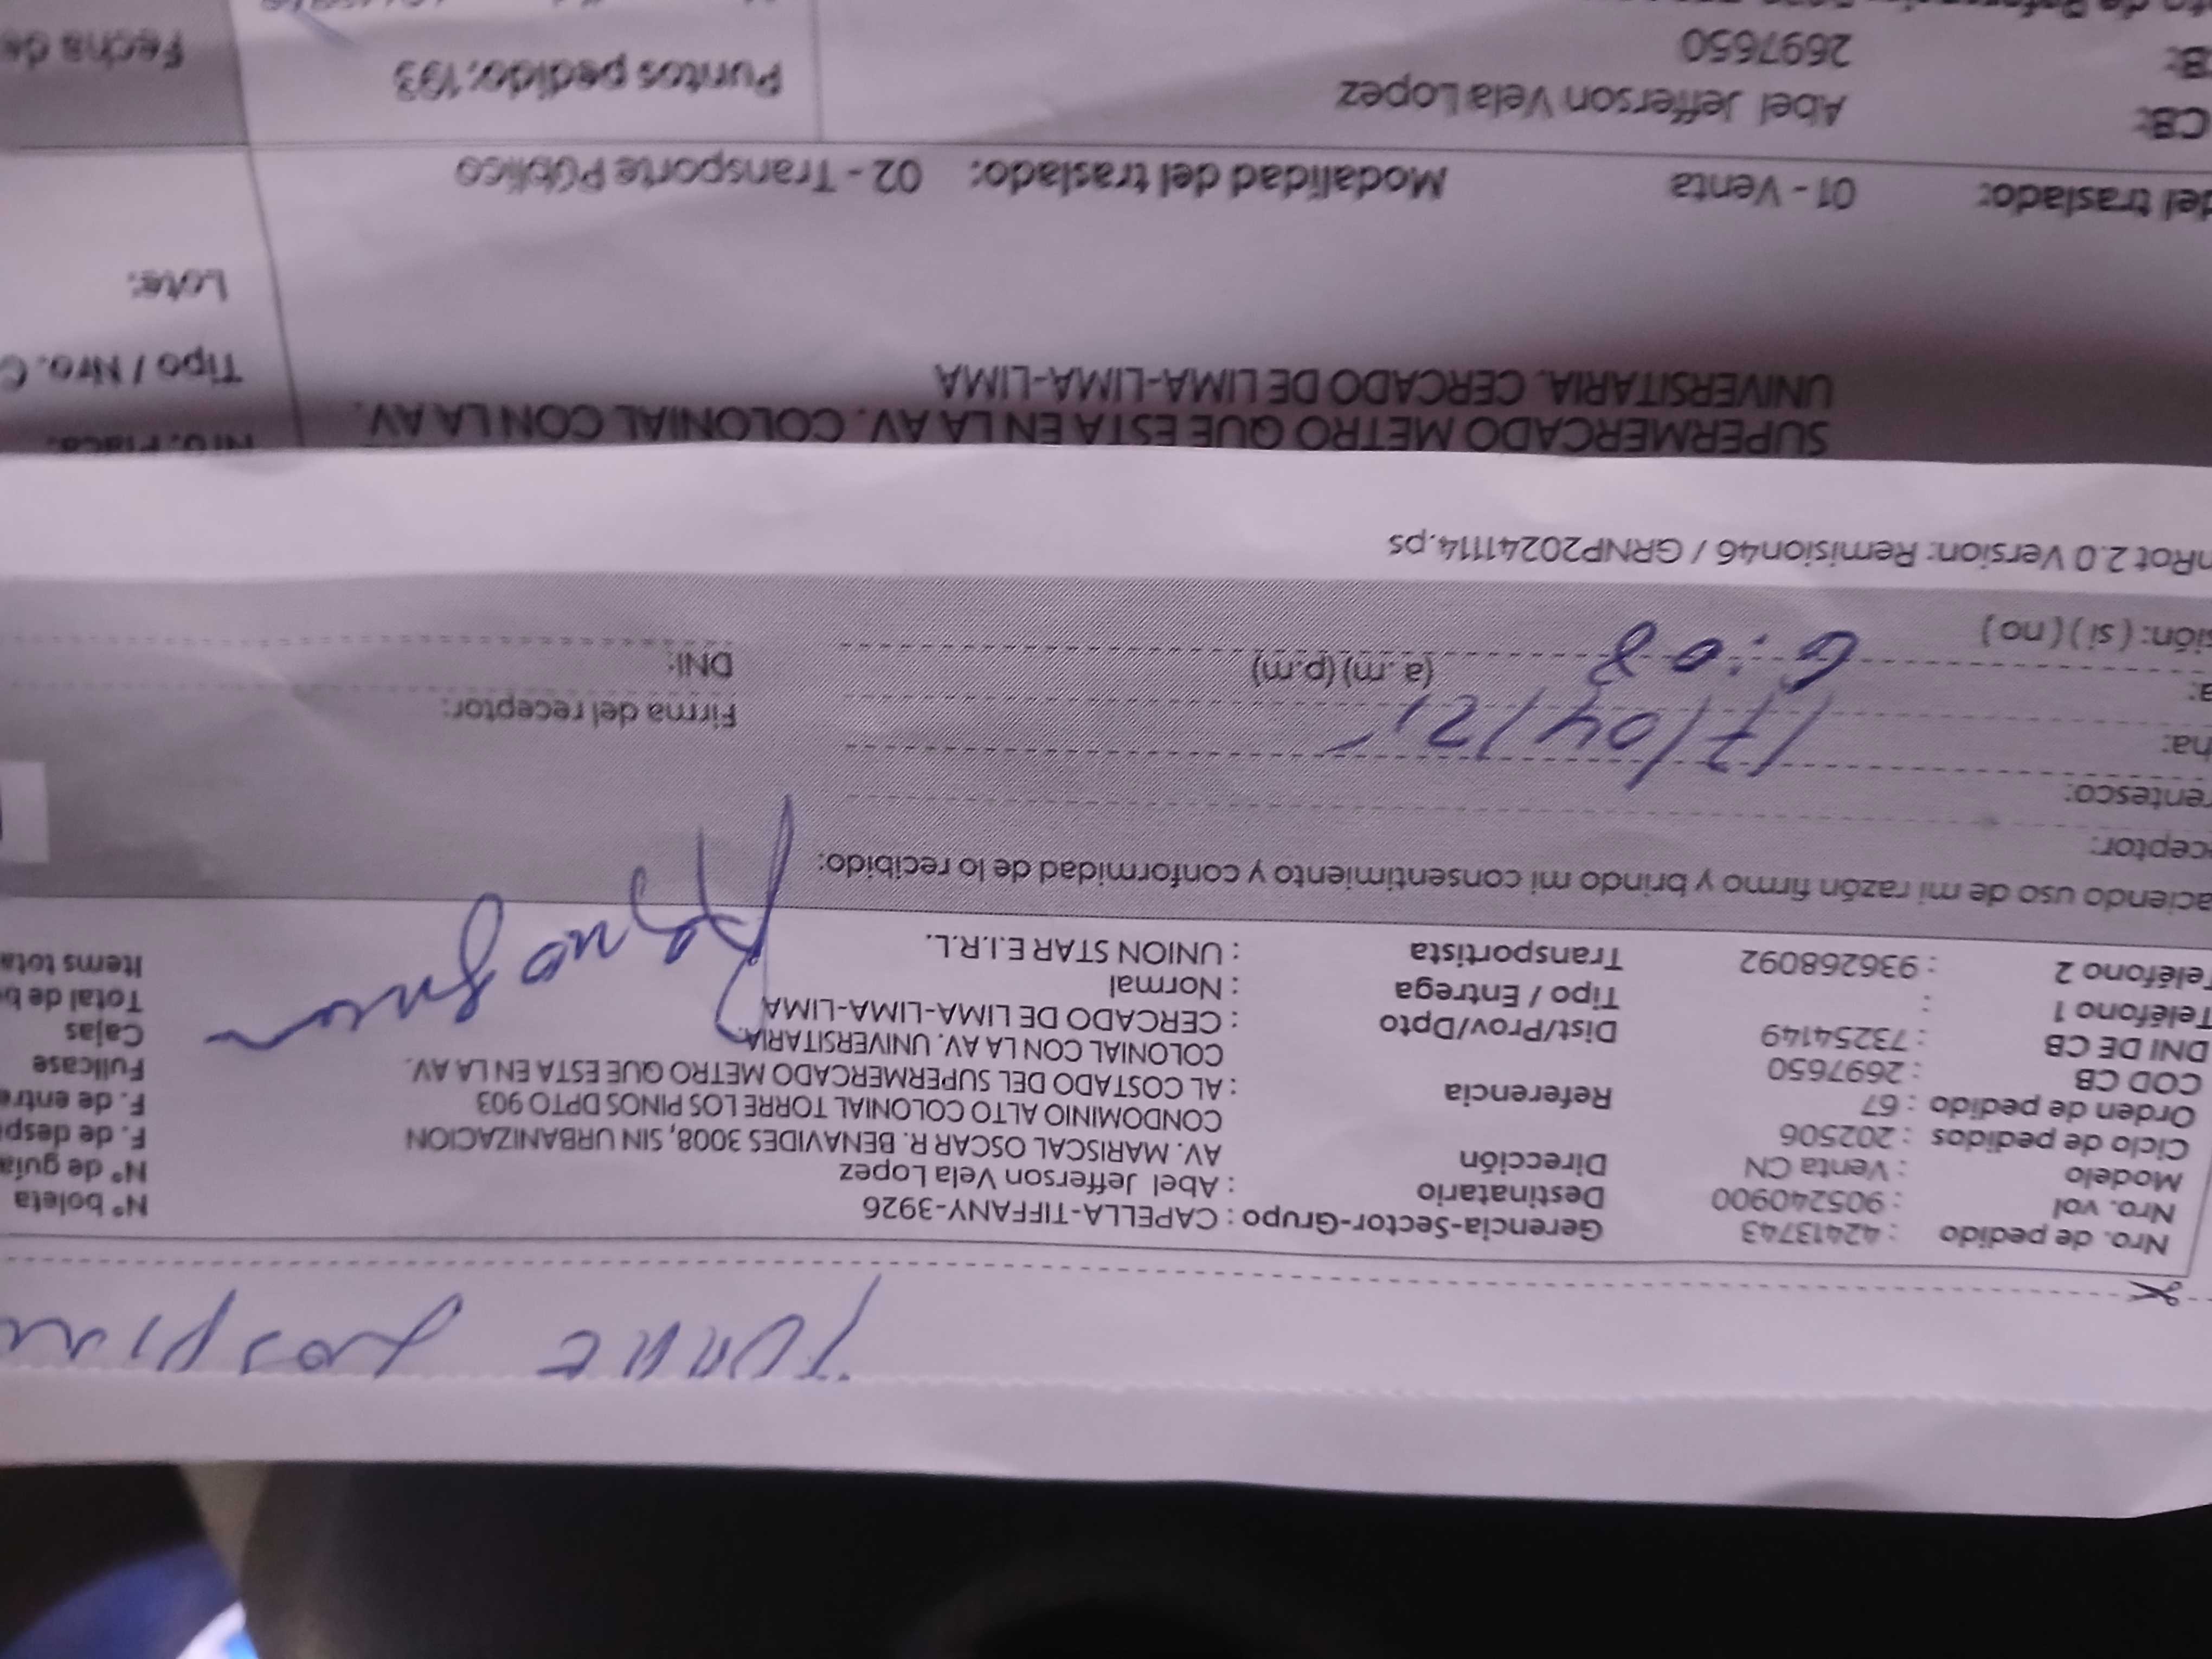 TORRE LOS PINO
Nro. de pedido : 42413743
Nro. vol : 905240900
Modelo : Venta CN
Ciclo de pedidos : 202506
Orden de pedido : 67
COD CB : 2697650
DNI DE CB : 73254149
Teléfono 1 :
Teléfono 2 : 936268092
Gerencia-Sector-Grupo : CAPELLA-TIFFANY-3926
Destinatario : Abel Jefferson Vela Lopez
Dirección AV. MARISCAL OSCAR R. BENAVIDES 3008, SIN URBANIZACION
CONDOMINIO ALTO COLONIAL TORRE LOS PINOS DPTO 903
Referencia : AL COSTADO DEL SUPERMERCADO METRO QUE ESTA EN LA AV.
COLONIAL CON LA AV. UNIVERSITARIA.
Dist/Prov/Dpto : CERCADO DE LIMA-LIMA-LIMA
Tipo / Entrega : Normal
Transportista : UNION STAR E.I.R.L.
N° boleta
N° de guía
F. de desp
F. de entre
Fullcase
Cajas
Total de b
Items tota
aciendo uso de mi razón firmo y brindo mi consentimiento y conformidad de lo recibido:
ceptor:
rentesco:
ha: 17/04/2
a: 6:08 (a.m) (p.m)
sión: ( si ) ( no )
Firma del receptor:
DNI:
nRot 2.0 Version: Remision46 / GRNP20241114.ps
SUPERMERCADO METRO QUE ESTA EN LA AV. COLONIAL CON LA AV.
UNIVERSITARIA. CERCADO DE LIMA-LIMA-LIMA
Nro. Placa:
Tipo / Nro. C
Lote:
del traslado: 01 - Venta Modalidad del traslado: 02 - Transporte Público
CB: Abel Jefferson Vela Lopez
B: 2697650
Puntos pedido: 193
Fecha de